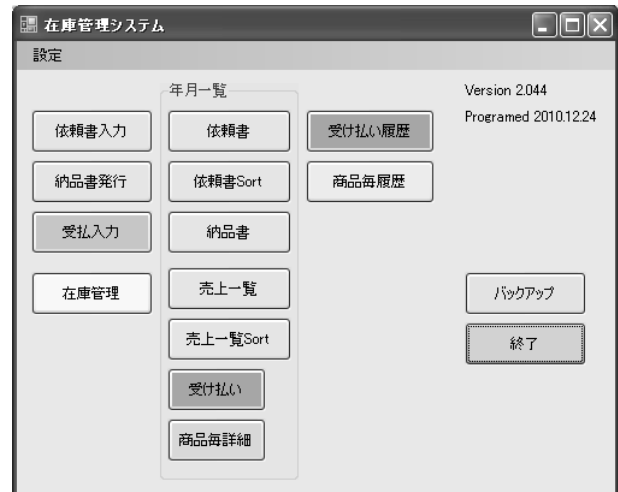 在庫管理システム
設定
依頼書入力
納品書発行
受払入力
在庫管理
年月一覧
依頼書
依頼書Sort
納品書
売上一覧
売上一覧Sort
受け払い
商品毎詳細
受け払い履歴
商品毎履歴
Version 2.044
Programed 2010.12.24
バックアップ
終了